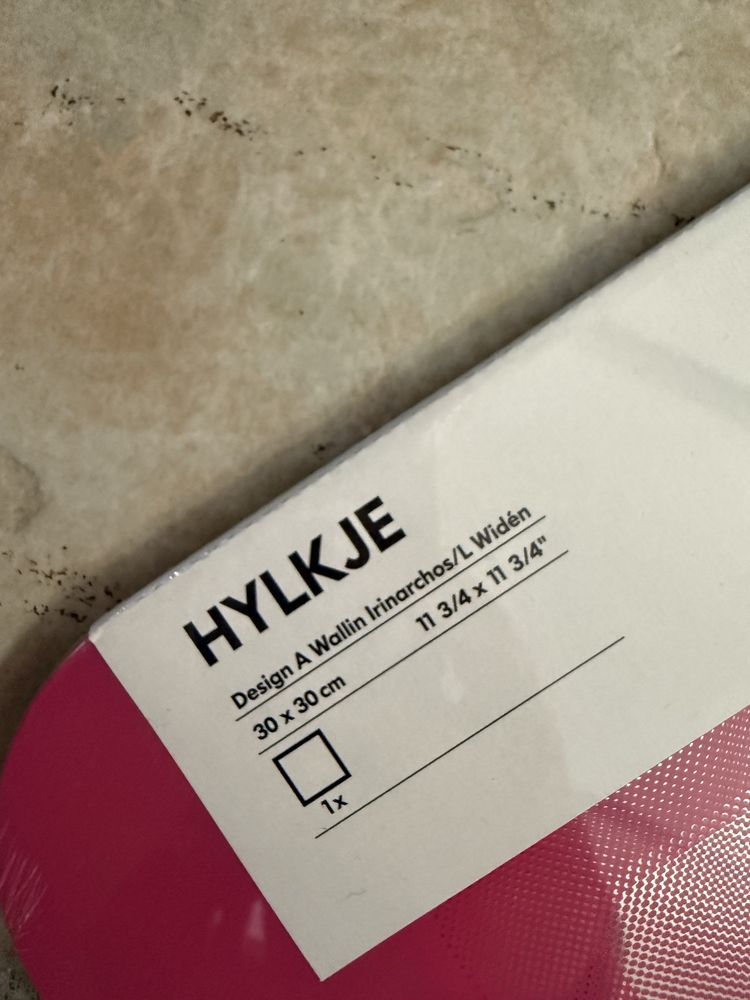 HYLKJE
Design A Wallin Irinarchos/L Widén
30 x 30 cm 11 3/4 x 11 3/4"
1x